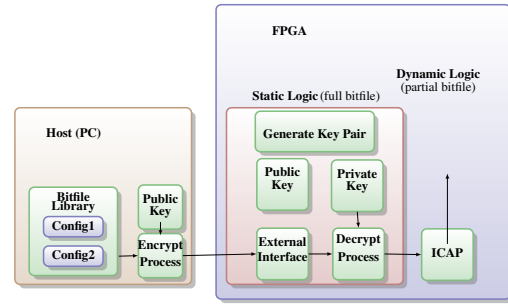 FPGA
Dynamic Logic
(partial bitfile)
Static Logic (full bitfile)
Host (PC)
Generate Key Pair
Bitfile
Library
Config1
Config2
Public
Key
Encrypt
Process
Public
Key
Private
Key
External
Interface
Decrypt
Process
ICAP